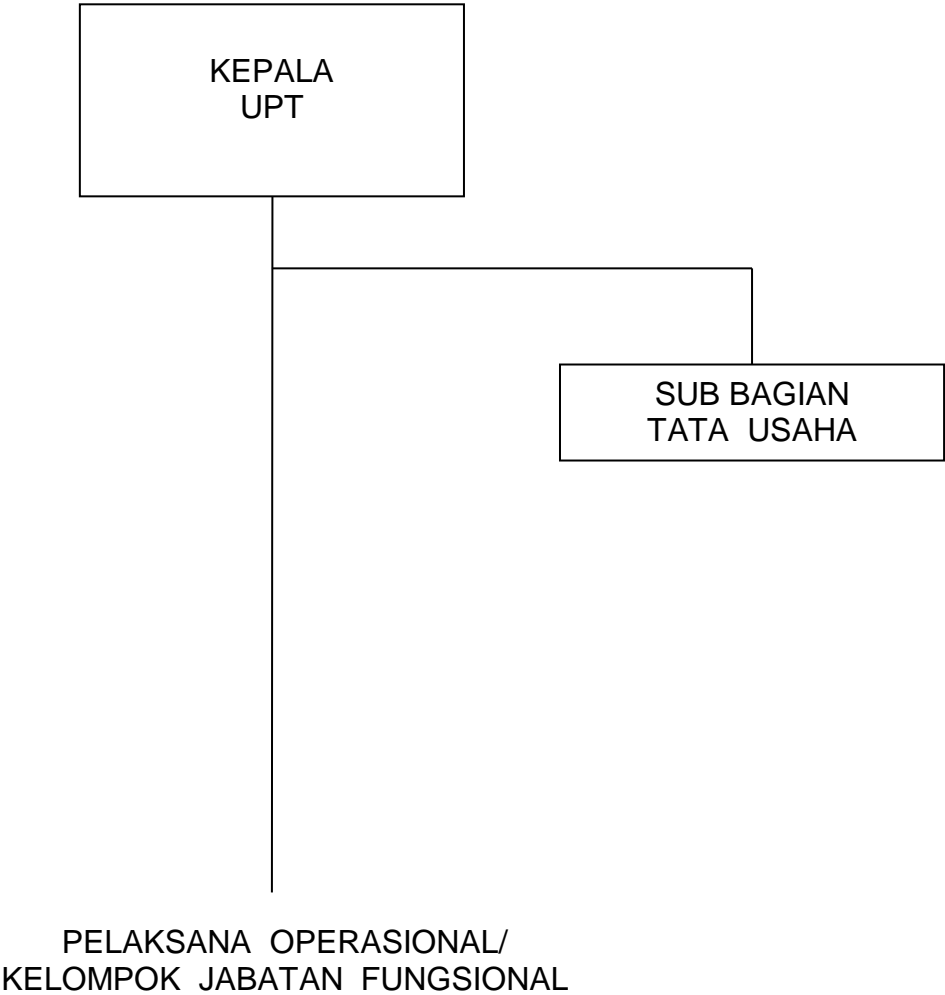 KEPALA
UPT
SUB BAGIAN
TATA USAHA
PELAKSANA OPERASIONAL/
KELOMPOK JABATAN FUNGSIONAL